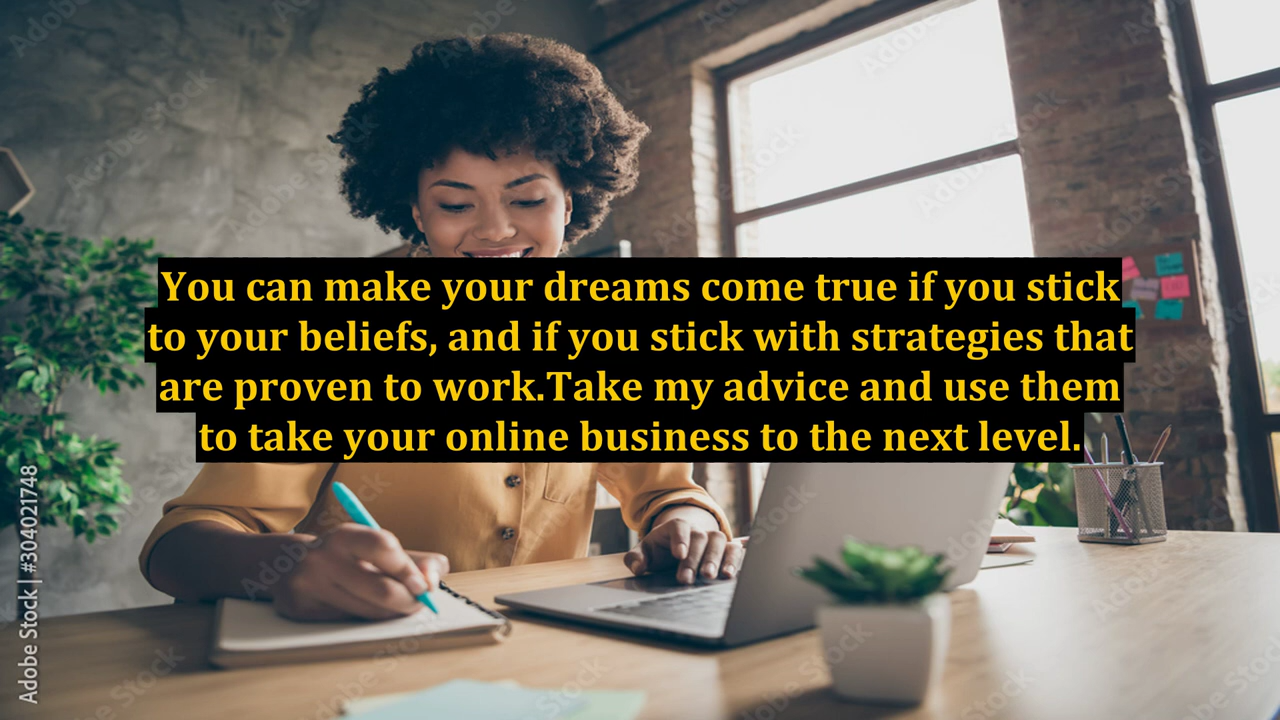 You can make your dreams come true if you stick
to your beliefs, and if you stick with strategies that
are proven to work.Take my advice and use them
to take your online business to the next level.
Adobe Stock | #304021748